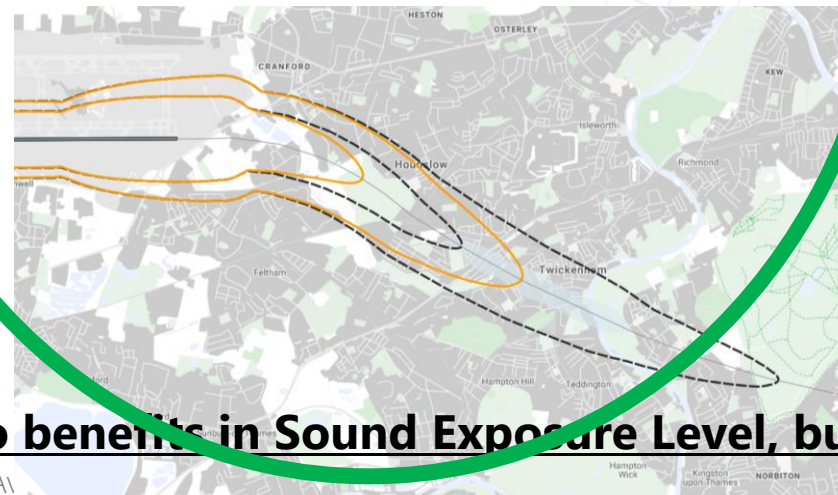 HESTON
OSTERLEY
CRANFORD
KEW
Isleworth
Hounslow
Richmond
Feltham
Twickenham
Hampton Hill
Teddington
benefits in Sound Exposure Level, bu
Hampton
Wick
Kingston
upon Thames
NORBITON